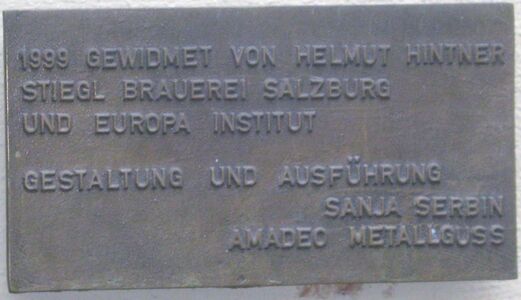 1999 GEWIDMET VON HELMUT HINTNER
STIEGL BRAUEREI SALZBURG
UND EUROPA INSTITUT
GESTALTUNG UND AUSFÜHRUNG
SANJA SERBIN
AMADEO METALLGUSS